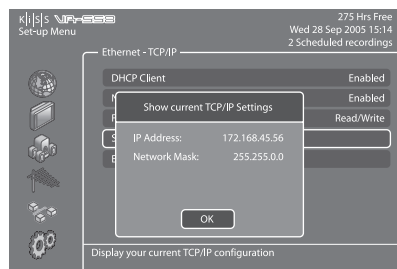 KiSS VR-558
275 Hrs Free
Set-up Menu
Wed 28 Sep 2005 15:14
2 Scheduled recordings
Ethernet - TCP/IP
DHCP Client Enabled
N Enabled
F Read/Write
S
E
Show current TCP/IP Settings
IP Address: 172.168.45.56
Network Mask: 255.255.0.0
OK
Display your current TCP/IP configuration